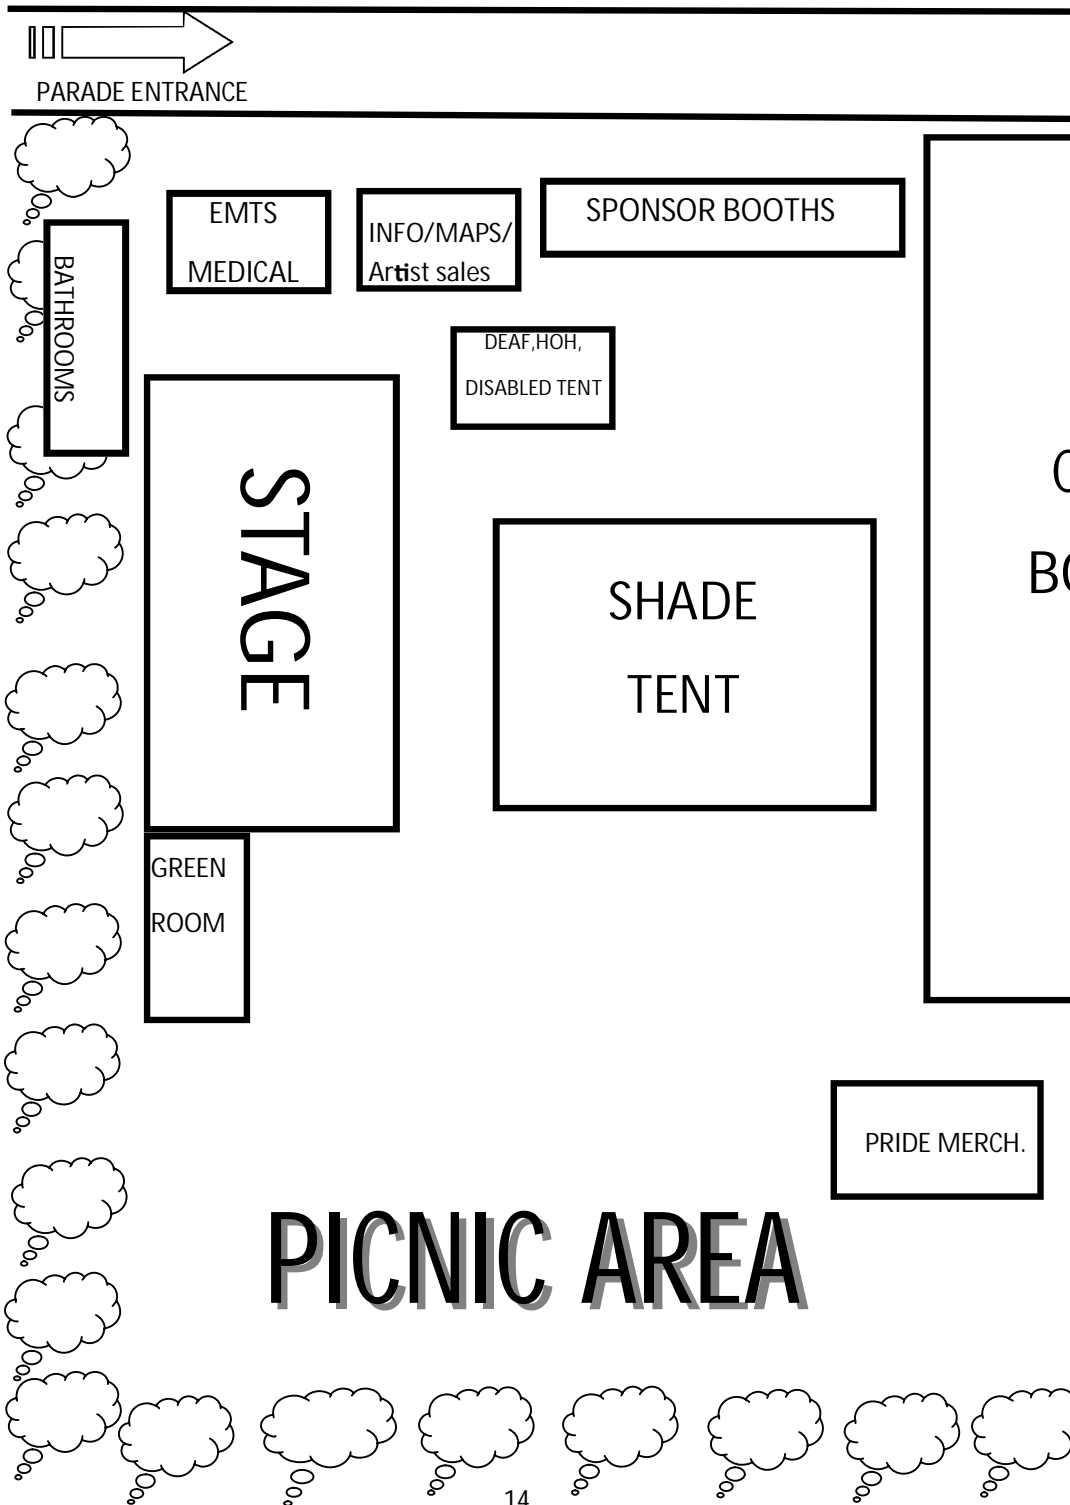 PARADE ENTRANCE
EMTS
MEDICAL
INFO/MAPS/
Artist sales
SPONSOR BOOTHS
BATHROOMS
DEAF,HOH,
DISABLED TENT
STAGE
SHADE
TENT
GREEN
ROOM
PRIDE MERCH.
PICNIC AREA
14